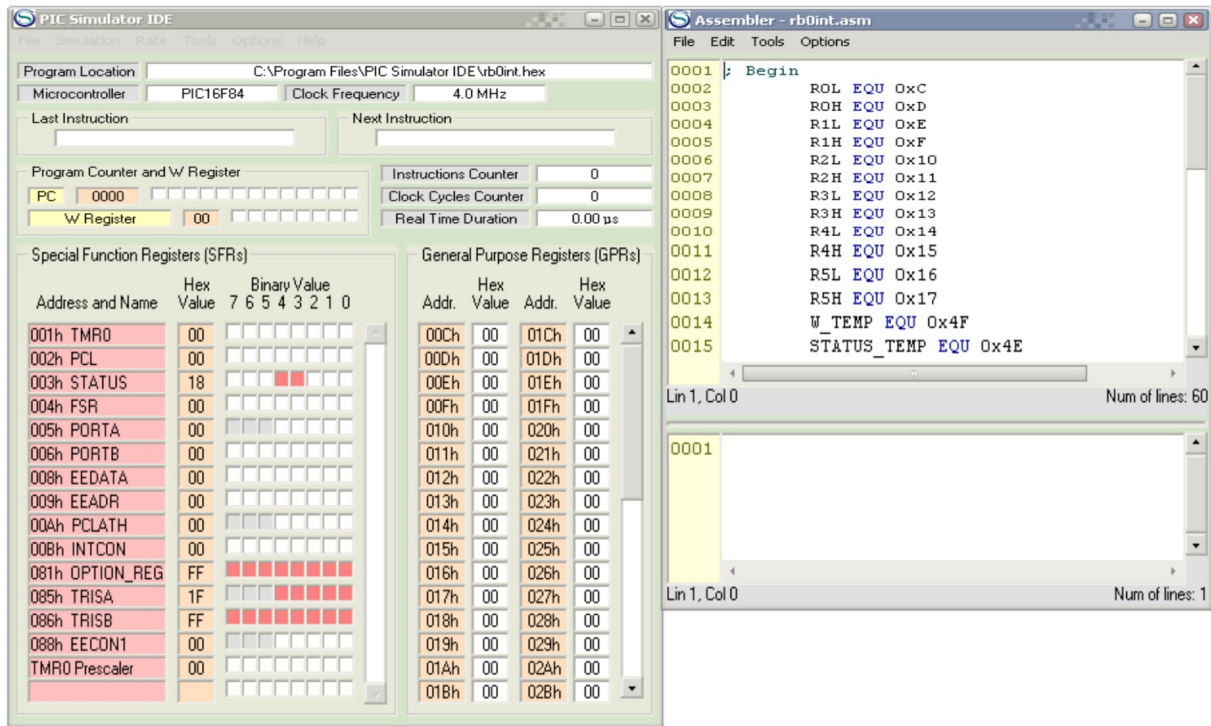 PIC Simulator IDE
File Simulation Rate Tools Options Help
Program Location C:\Program Files\PIC Simulator IDE\rb0int.hex
Microcontroller PIC16F84 Clock Frequency 4.0 MHz
Last Instruction Next Instruction
Program Counter and W Register
PC 0000
W Register 00
Instructions Counter 0
Clock Cycles Counter 0
Real Time Duration 0.00 µs
Special Function Registers (SFRs)
Hex Binary Value
Address and Name Value 7 6 5 4 3 2 1 0
001h TMR0 00
002h PCL 00
003h STATUS 18
004h FSR 00
005h PORTA 00
006h PORTB 00
008h EEDATA 00
009h EEADR 00
00Ah PCLATH 00
00Bh INTCON 00
081h OPTION_REG FF
085h TRISA 1F
086h TRISB FF
088h EECON1 00
TMR0 Prescaler 00
General Purpose Registers (GPRs)
Hex Hex
Addr. Value Addr. Value
00Ch 00 01Ch 00
00Dh 00 01Dh 00
00Eh 00 01Eh 00
00Fh 00 01Fh 00
010h 00 020h 00
011h 00 021h 00
012h 00 022h 00
013h 00 023h 00
014h 00 024h 00
015h 00 025h 00
016h 00 026h 00
017h 00 027h 00
018h 00 028h 00
019h 00 029h 00
01Ah 00 02Ah 00
01Bh 00 02Bh 00
Assembler - rb0int.asm
File Edit Tools Options
0001 ; Begin
0002 R0L EQU 0xC
0003 R0H EQU 0xD
0004 R1L EQU 0xE
0005 R1H EQU 0xF
0006 R2L EQU 0x10
0007 R2H EQU 0x11
0008 R3L EQU 0x12
0009 R3H EQU 0x13
0010 R4L EQU 0x14
0011 R4H EQU 0x15
0012 R5L EQU 0x16
0013 R5H EQU 0x17
0014 W_TEMP EQU 0x4F
0015 STATUS_TEMP EQU 0x4E
Lin 1, Col 0 Num of lines: 60
0001
Lin 1, Col 0 Num of lines: 1